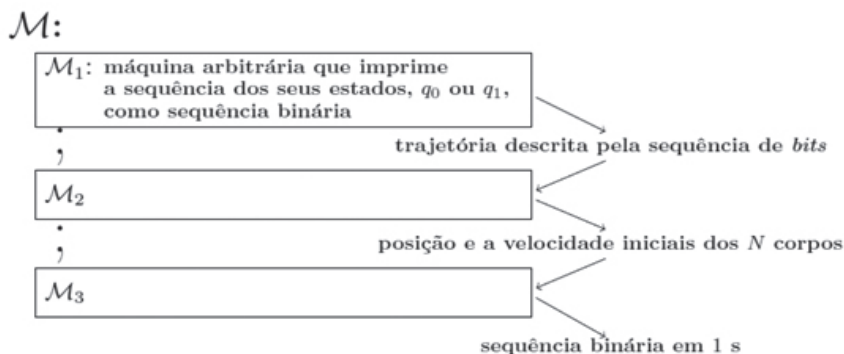 M:
M₁: máquina arbitrária que imprime
a sequência dos seus estados, q₀ ou q₁,
como sequência binária
trajetória descrita pela sequência de bits
;
M₂
posição e a velocidade iniciais dos N corpos
;
M₃
sequência binária em 1 s